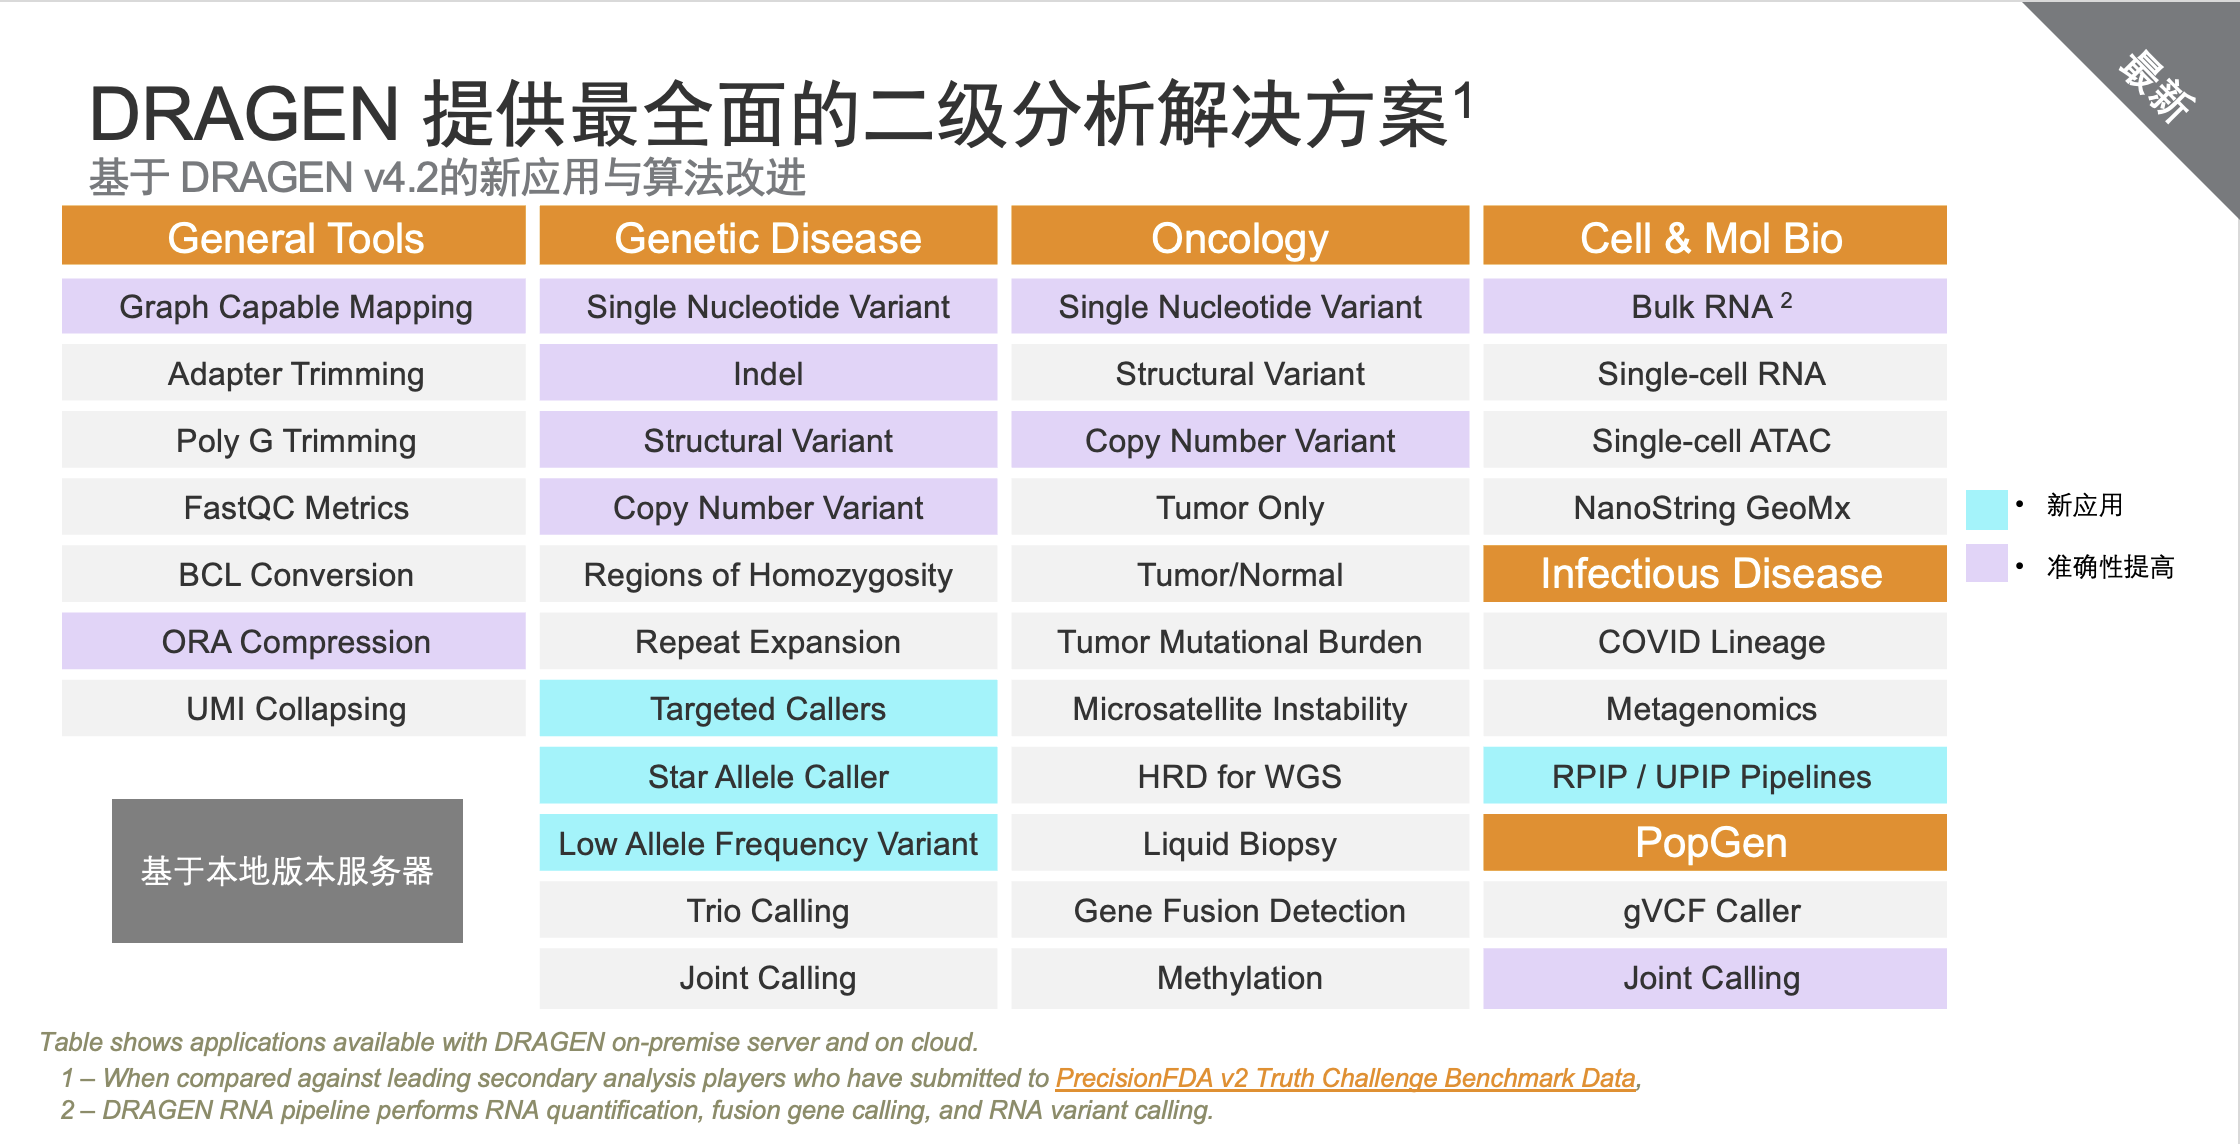 最新
DRAGEN 提供最全面的二级分析解决方案1
基于 DRAGEN v4.2的新应用与算法改进
General Tools
Graph Capable Mapping
Adapter Trimming
Poly G Trimming
FastQC Metrics
BCL Conversion
ORA Compression
UMI Collapsing
基于本地版本服务器
Genetic Disease
Single Nucleotide Variant
Indel
Structural Variant
Copy Number Variant
Regions of Homozygosity
Repeat Expansion
Targeted Callers
Star Allele Caller
Low Allele Frequency Variant
Trio Calling
Joint Calling
Oncology
Single Nucleotide Variant
Structural Variant
Copy Number Variant
Tumor Only
Tumor/Normal
Tumor Mutational Burden
Microsatellite Instability
HRD for WGS
Liquid Biopsy
Gene Fusion Detection
Methylation
Cell & Mol Bio
Bulk RNA 2
Single-cell RNA
Single-cell ATAC
NanoString GeoMx
Infectious Disease
COVID Lineage
Metagenomics
RPIP / UPIP Pipelines
PopGen
gVCF Caller
Joint Calling
• 新应用
• 准确性提高
Table shows applications available with DRAGEN on-premise server and on cloud.
1 – When compared against leading secondary analysis players who have submitted to PrecisionFDA v2 Truth Challenge Benchmark Data,
2 – DRAGEN RNA pipeline performs RNA quantification, fusion gene calling, and RNA variant calling.